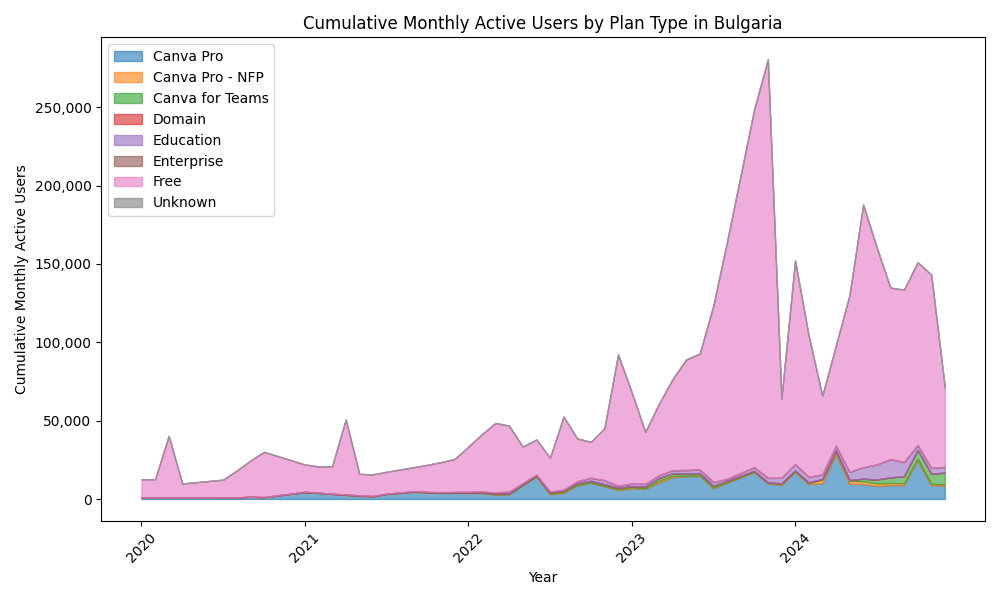 Cumulative Monthly Active Users by Plan Type in Bulgaria
Canva Pro
Canva Pro - NFP
Canva for Teams
Domain
Education
Enterprise
Free
Unknown
Cumulative Monthly Active Users
250,000
200,000
150,000
100,000
50,000
0
2020
2021
2022
2023
2024
Year